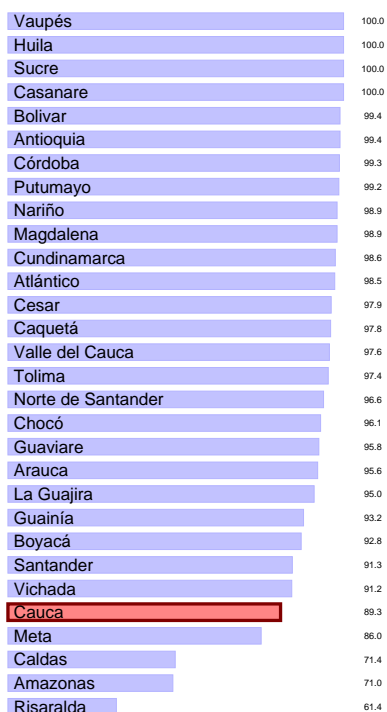 Vaupés 100.0
Huila 100.0
Sucre 100.0
Casanare 100.0
Bolivar 99.4
Antioquia 99.4
Córdoba 99.3
Putumayo 99.2
Nariño 98.9
Magdalena 98.9
Cundinamarca 98.6
Atlántico 98.5
Cesar 97.9
Caquetá 97.8
Valle del Cauca 97.6
Tolima 97.4
Norte de Santander 96.6
Chocó 96.1
Guaviare 95.8
Arauca 95.6
La Guajira 95.0
Guainía 93.2
Boyacá 92.8
Santander 91.3
Vichada 91.2
Cauca 89.3
Meta 86.0
Caldas 71.4
Amazonas 71.0
Risaralda 61.4